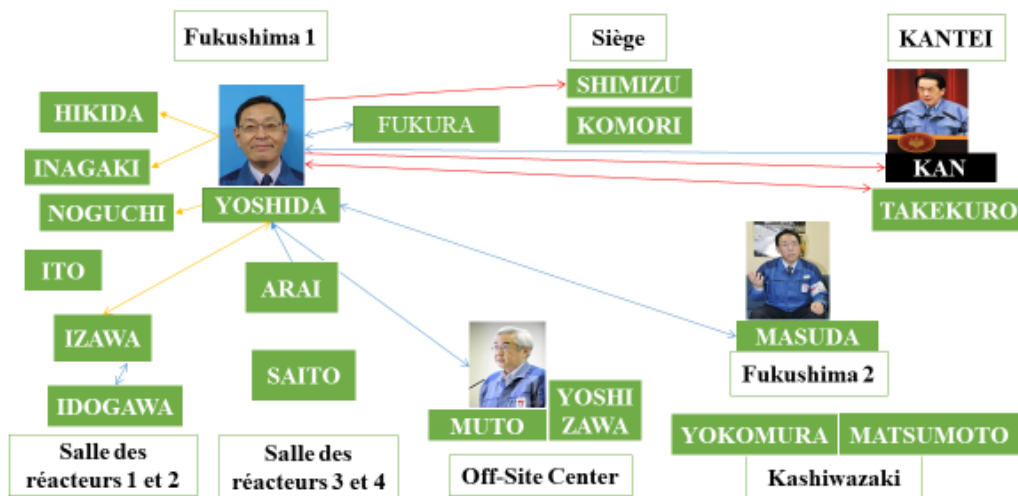 Fukushima 1
Siège
KANTEI
SHIMIZU
HIKIDA
FUKURA
KOMORI
INAGAKI
KAN
NOGUCHI
YOSHIDA
TAKEKURO
ITO
ARAI
IZAWA
MASUDA
SAITO
Fukushima 2
IDOGAWA
MUTO
YOSHI
ZAWA
YOKOMURA
MATSUMOTO
Salle des
réacteurs 1 et 2
Salle des
réacteurs 3 et 4
Off-Site Center
Kashiwazaki